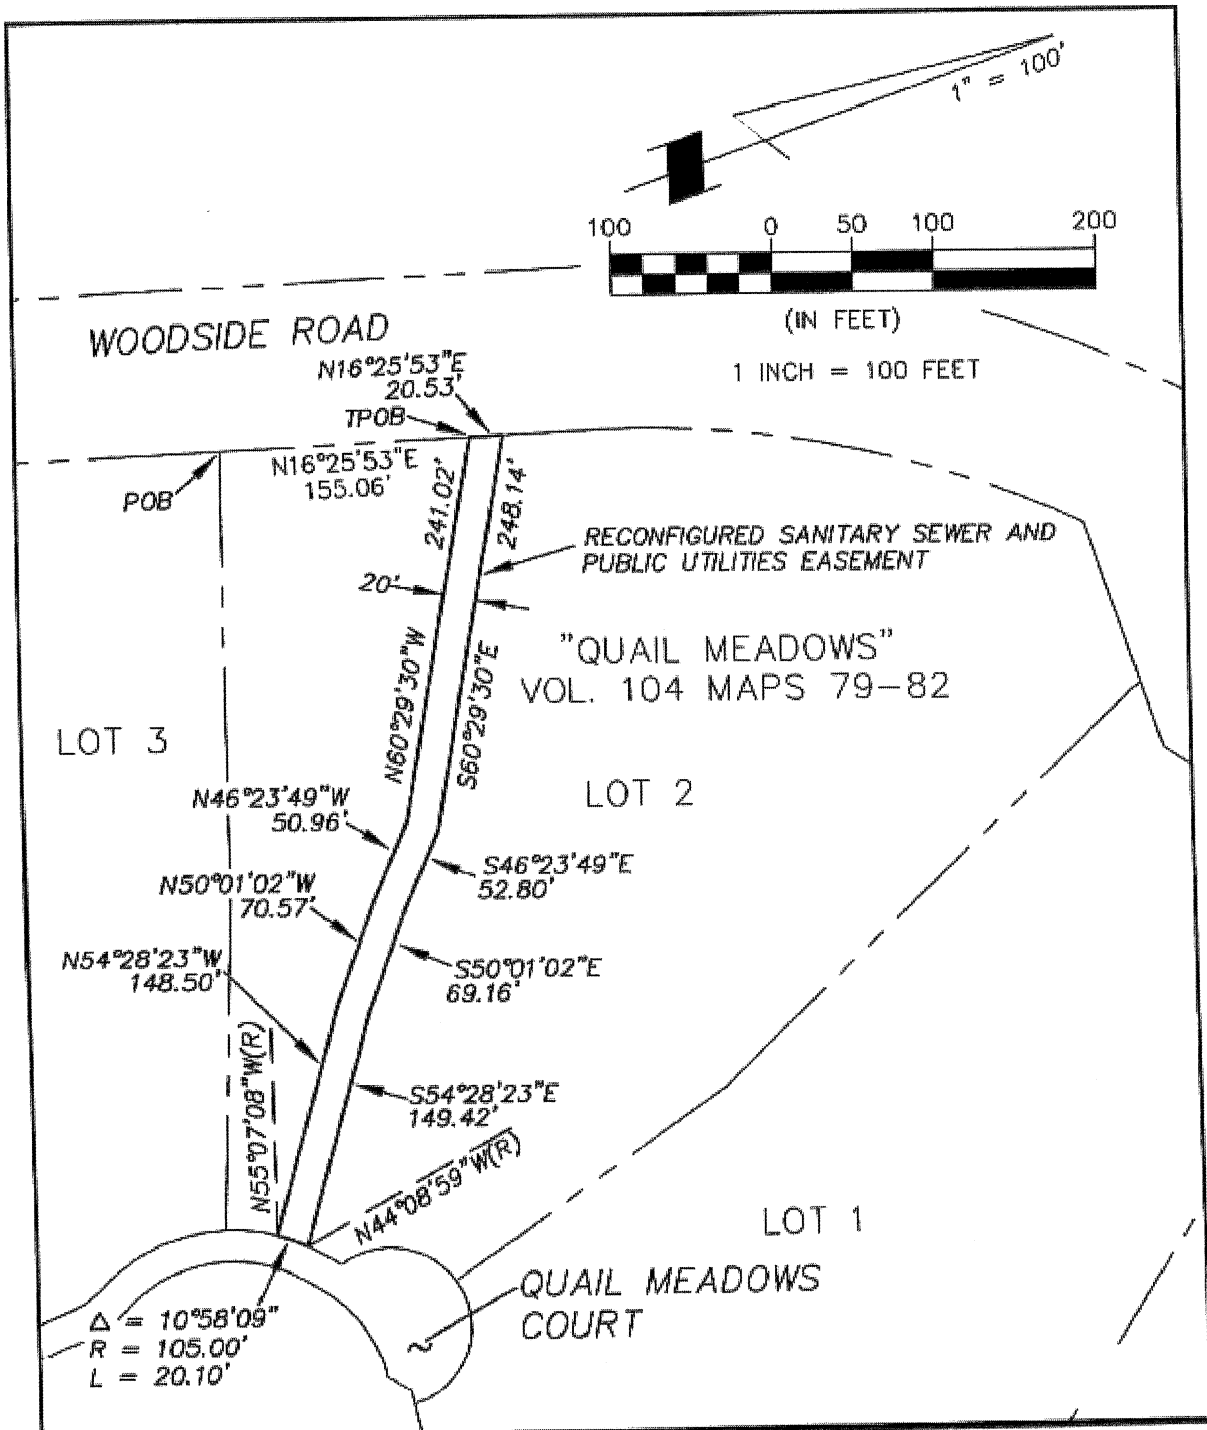 1" = 100'
100 0 50 100 200
(IN FEET)
1 INCH = 100 FEET
WOODSIDE ROAD
N16°25'53"E
20.53'
TPOB
N16°25'53"E
155.06'
POB
241.02'
248.14'
RECONFIGURED SANITARY SEWER AND
PUBLIC UTILITIES EASEMENT
20'
N60°29'30"W
S60°29'30"E
"QUAIL MEADOWS"
VOL. 104 MAPS 79-82
LOT 3
LOT 2
N46°23'49"W
50.96'
S46°23'49"E
52.80'
N50°01'02"W
70.57'
N54°28'23"W
148.50'
S50°01'02"E
69.16'
N55°07'08"W(R)
S54°28'23"E
149.42'
N44°08'59"W(R)
LOT 1
QUAIL MEADOWS
COURT
Δ = 10°58'09"
R = 105.00'
L = 20.10'